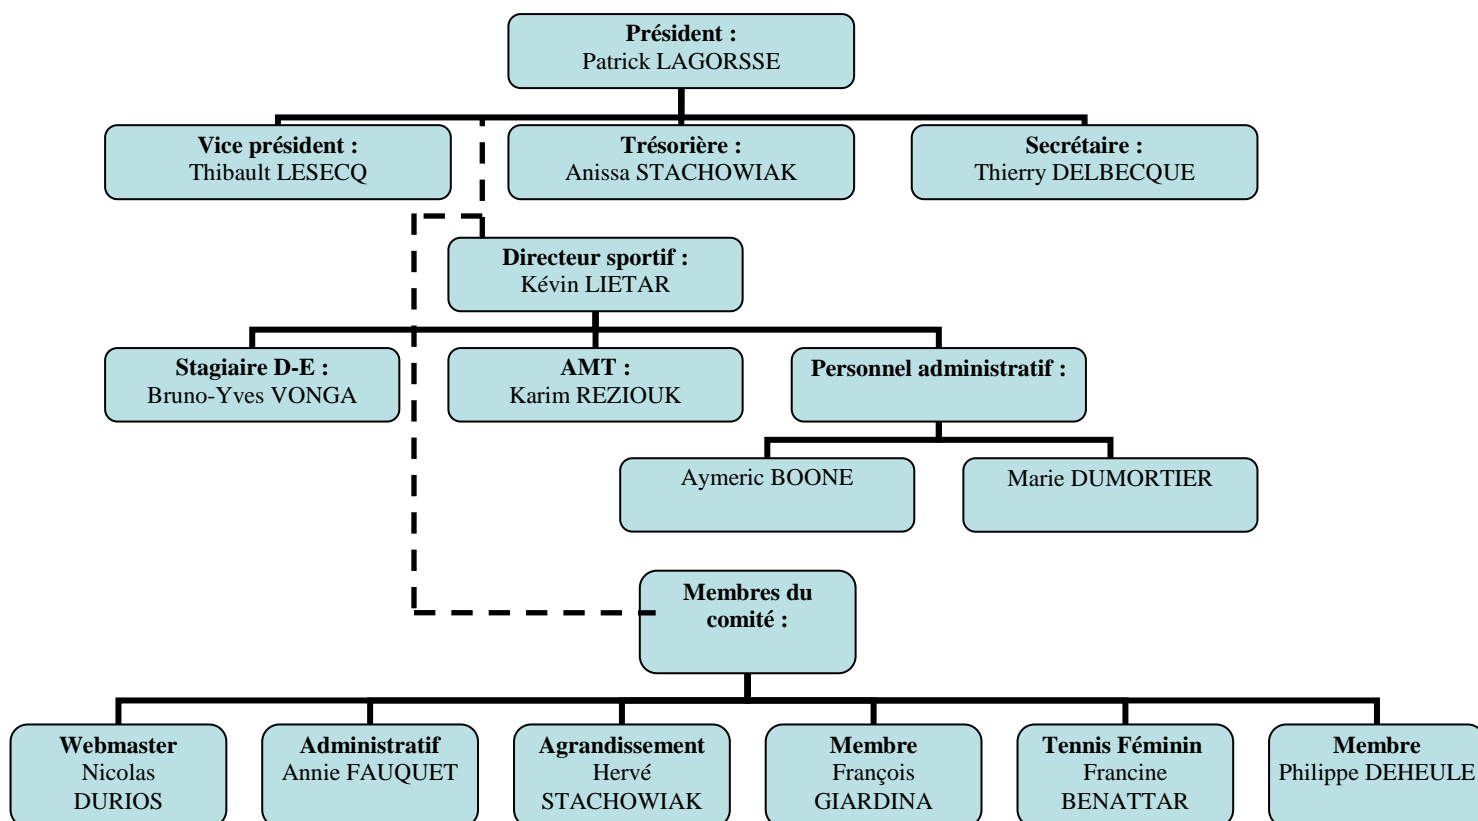 Président :
Patrick LAGORSSE
Vice président :
Thibault LESECQ
Trésorière :
Anissa STACHOWIAK
Secrétaire :
Thierry DELBECQUE
Directeur sportif :
Kévin LIETAR
Stagiaire D-E :
Bruno-Yves VONGA
AMT :
Karim REZIOUK
Personnel administratif :
Aymeric BOONE
Marie DUMORTIER
Membres du
comité :
Webmaster
Nicolas
DURIOS
Administratif
Annie FAUQUET
Agrandissement
Hervé
STACHOWIAK
Membre
François
GIARDINA
Tennis Féminin
Francine
BENATTAR
Membre
Philippe DEHEULE